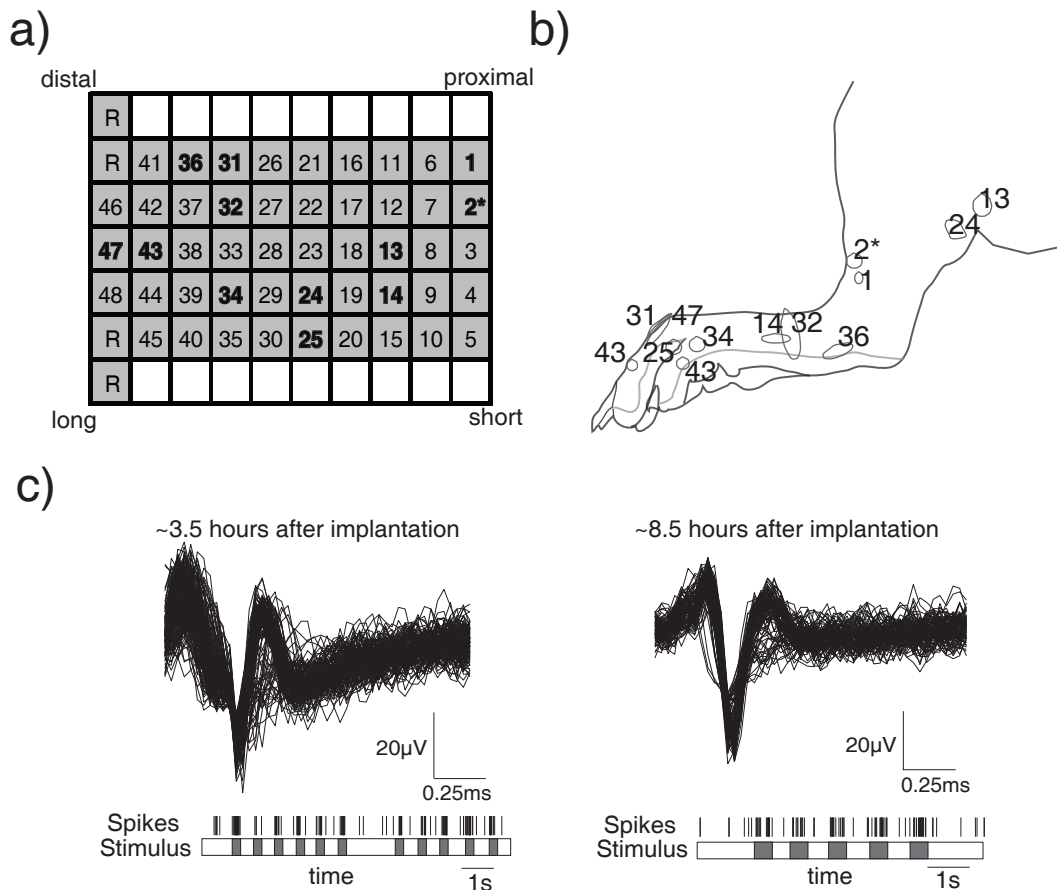 a)
distal proximal
R
R 41 36 31 26 21 16 11 6 1
46 42 37 32 27 22 17 12 7 2*
47 43 38 33 28 23 18 13 8 3
48 44 39 34 29 24 19 14 9 4
R 45 40 35 30 25 20 15 10 5
R
long short
b)
13
24
2*
1
31 47 14 32
34 36
43 25
43
c)
~3.5 hours after implantation
20µV
0.25ms
Spikes
Stimulus
time 1s
~8.5 hours after implantation
20µV
0.25ms
Spikes
Stimulus
time 1s